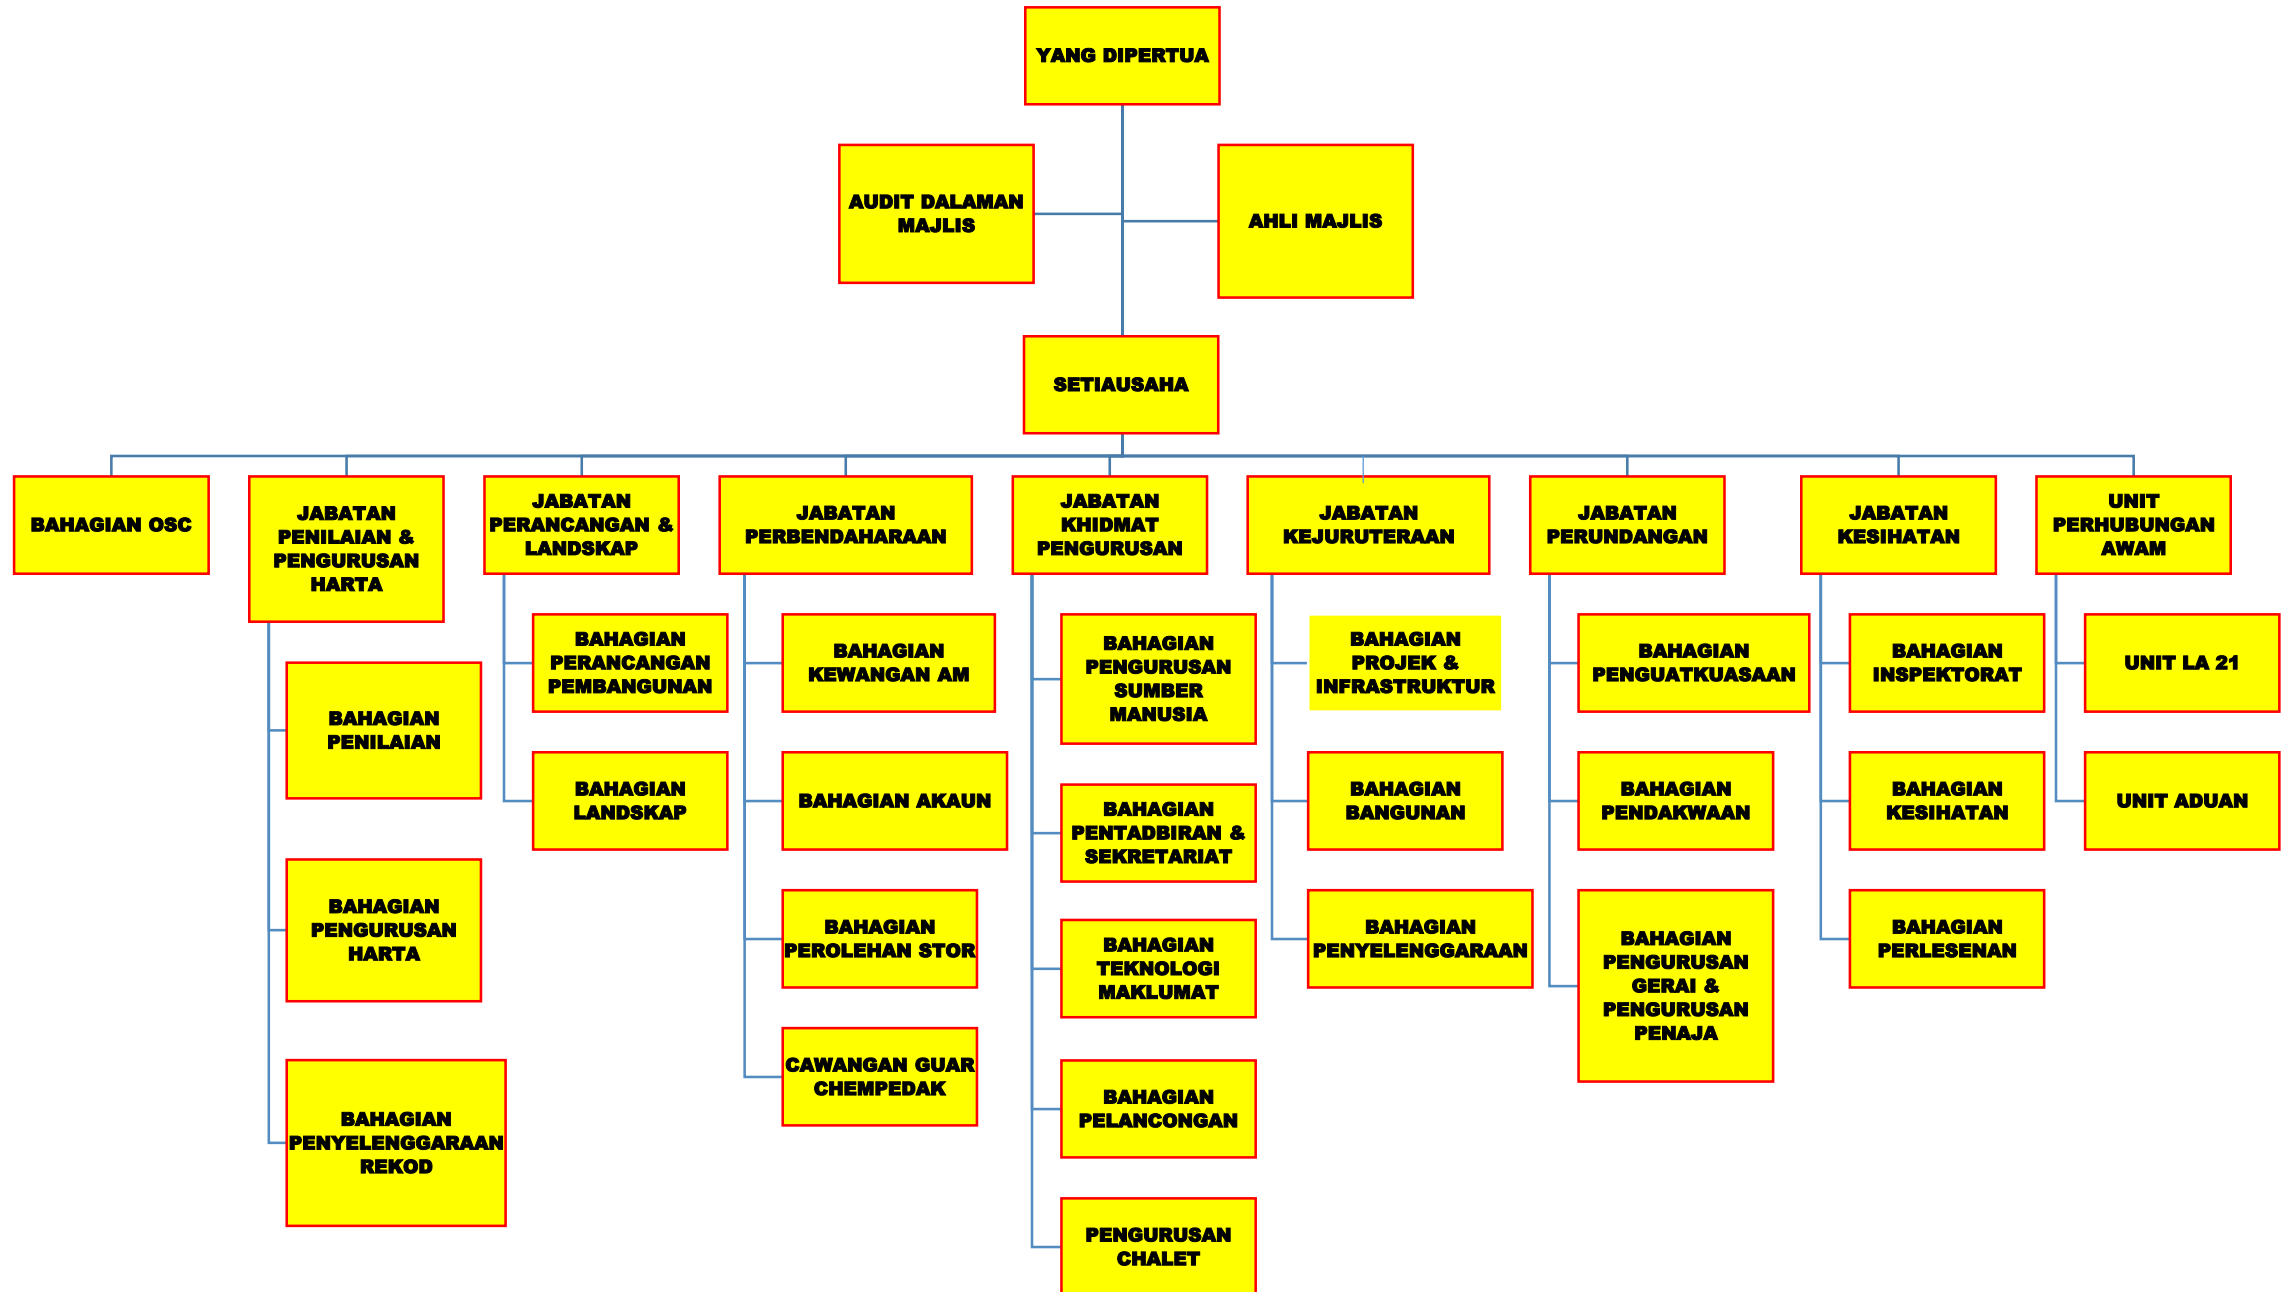 YANG DIPERTUA
AUDIT DALAMAN
MAJLIS
AHLI MAJLIS
SETIAUSAHA
BAHAGIAN OSC
JABATAN
PENILAIAN &
PENGURUSAN
HARTA
BAHAGIAN
PENILAIAN
BAHAGIAN
PENGURUSAN
HARTA
BAHAGIAN
PENYELENGGARAAN
REKOD
JABATAN
PERANCANGAN &
LANDSKAP
BAHAGIAN
PERANCANGAN
PEMBANGUNAN
BAHAGIAN
LANDSKAP
JABATAN
PERBENDAHARAAN
BAHAGIAN
KEWANGAN AM
BAHAGIAN AKAUN
BAHAGIAN
PEROLEHAN STOR
CAWANGAN GUAR
CHEMPEDAK
JABATAN
KHIDMAT
PENGURUSAN
BAHAGIAN
PENGURUSAN
SUMBER
MANUSIA
BAHAGIAN
PENTADBIRAN &
SEKRETARIAT
BAHAGIAN
TEKNOLOGI
MAKLUMAT
BAHAGIAN
PELANCONGAN
PENGURUSAN
CHALET
JABATAN
KEJURUTERAAN
BAHAGIAN
PROJEK &
INFRASTRUKTUR
BAHAGIAN
BANGUNAN
BAHAGIAN
PENYELENGGARAAN
JABATAN
PERUNDANGAN
BAHAGIAN
PENGUATKUASAAN
BAHAGIAN
PENDAKWAAN
BAHAGIAN
PENGURUSAN
GERAI &
PENGURUSAN
PENAJA
JABATAN
KESIHATAN
BAHAGIAN
INSPEKTORAT
BAHAGIAN
KESIHATAN
BAHAGIAN
PERLESENAN
UNIT
PERHUBUNGAN
AWAM
UNIT LA 21
UNIT ADUAN